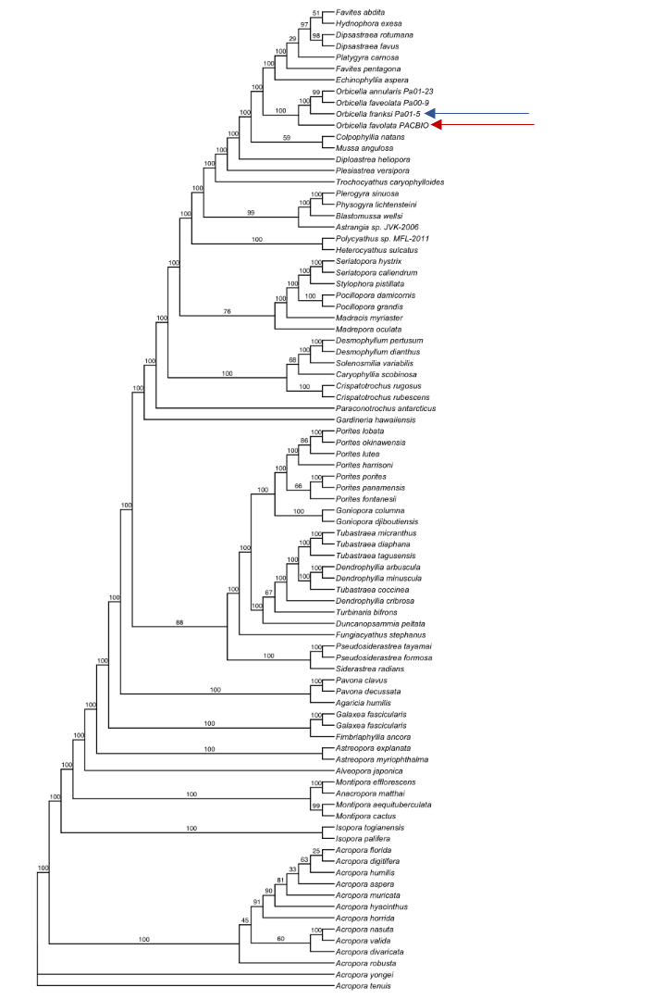 51 Favites abdita
97 Hydnophora exesa
98 Dipsastraea rotumana
29 Dipsastraea favus
100 Platygyra carnosa
100 Favites pentagona
100 Echinophyllia aspera
99 Orbicella annularis Pa01-23
100 Orbicella faveolata Pa00-9
100 Orbicella franksi Pa01-5
100 Orbicella favolata PACBIO
59 Colpophyllia natans
100 Mussa angulosa
100 Diploastrea heliopora
100 Plesiastrea versipora
100 Trochocyathus caryophylloides
100 Plerogyra sinuosa
100 Physogyra lichtensteini
100 99 Blastomussa wellsi
Astrangia sp. JVK-2006
100 100 Polycyathus sp. MFL-2011
Heterocyathus sulcatus
100 Seriatopora hystrix
100 100 Seriatopora caliendrum
100 Stylophora pistillata
100 Pocillopora damicornis
100 Pocillopora grandis
76 Madracis myriaster
100 Madrepora oculata
100 Desmophyllum pertusum
100 Desmophyllum dianthus
68 Solenosmilia variabilis
100 100 Caryophyllia scobinosa
100 Crispatotrochus rugosus
100 Crispatotrochus rubescens
Paraconotrochus antarcticus
Gardineria hawaiiensis
100 Porites lobata
86 Porites okinawensis
100 Porites lutea
100 Porites harrisoni
100 Porites porites
66 Porites panamensis
100 Porites fontanesii
100 Goniopora columna
100 Goniopora djiboutiensis
100 Tubastraea micranthus
100 Tubastraea diaphana
100 Tubastraea tagusensis
100 Dendrophyllia arbuscula
100 100 Dendrophyllia minuscula
67 Tubastraea coccinea
100 100 Dendrophyllia cribrosa
100 Turbinaria bifrons
88 Duncanopsammia peltata
Fungiacyathus stephanus
100 Pseudosiderastrea tayamai
100 Pseudosiderastrea formosa
100 Siderastrea radians
100 Pavona clavus
100 Pavona decussata
100 Agaricia humilis
100 Galaxea fascicularis
100 Galaxea fascicularis
Fimbriaphyllia ancora
100 100 Astreopora explanata
Astreopora myriophthalma
100 Alveopora japonica
100 Montipora efflorescens
100 Anacropora matthai
99 Montipora aequituberculata
100 Montipora cactus
100 Isopora togianensis
Isopora palifera
25 Acropora florida
63 Acropora digitifera
33 Acropora humilis
100 81 Acropora aspera
90 Acropora muricata
91 Acropora hyacinthus
45 Acropora horrida
100 Acropora nasuta
60 Acropora valida
100 Acropora divaricata
Acropora robusta
Acropora yongei
Acropora tenuis